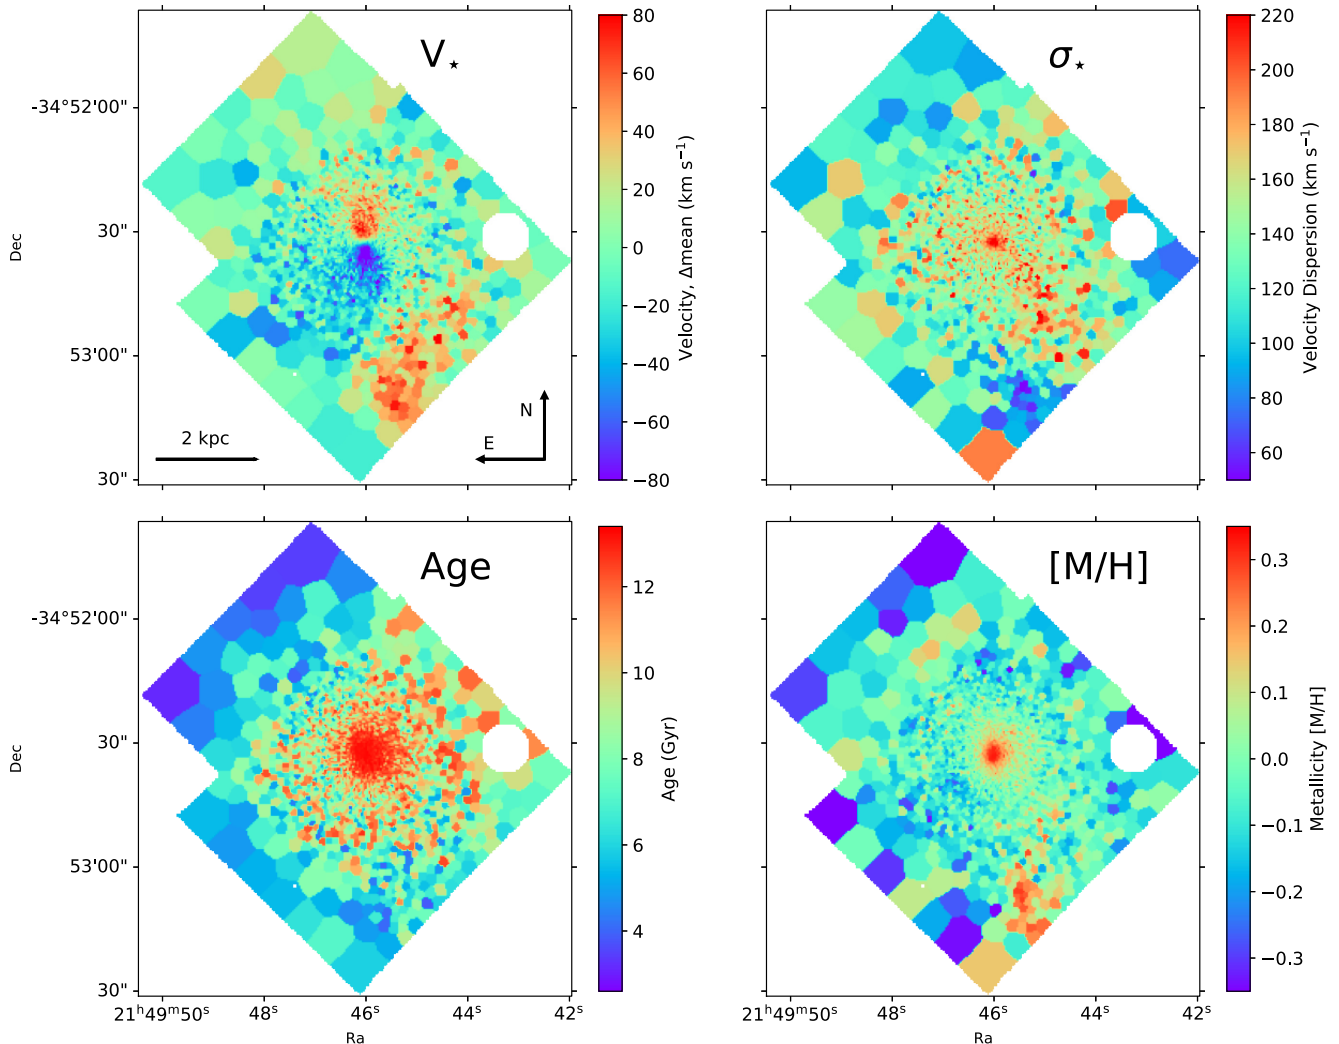 V⋆
-34°52'00"
30"
53'00"
30"
Dec
2 kpc
N
E
80
60
40
20
0
−20
−40
−60
−80
Velocity, Δmean (km s⁻¹)
σ⋆
220
200
180
160
140
120
100
80
60
Velocity Dispersion (km s⁻¹)
Age
-34°52'00"
30"
53'00"
30"
Dec
21ʰ49ᵐ50ˢ
48ˢ
46ˢ
44ˢ
42ˢ
Ra
12
10
8
6
4
Age (Gyr)
[M/H]
21ʰ49ᵐ50ˢ
48ˢ
46ˢ
44ˢ
42ˢ
Ra
0.3
0.2
0.1
0.0
−0.1
−0.2
−0.3
Metallicity [M/H]